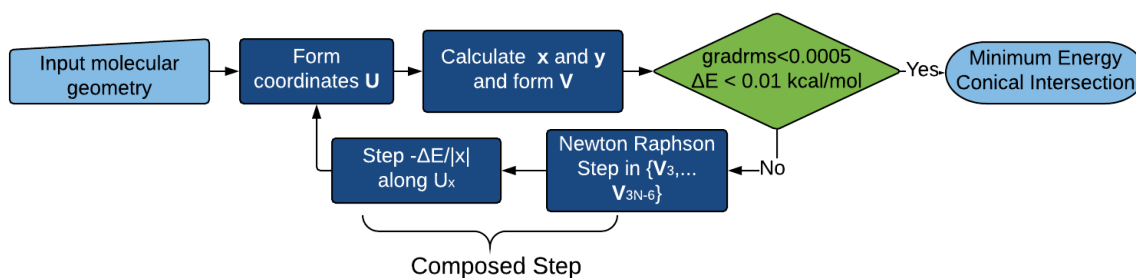 Input molecular
geometry
Form
coordinates U
Calculate x and y
and form V
gradrms<0.0005
ΔE < 0.01 kcal/mol
Yes
Minimum Energy
Conical Intersection
No
Newton Raphson
Step in {V₃,...
V₃N-₆}
Step -ΔE/|x|
along Uₓ
Composed Step